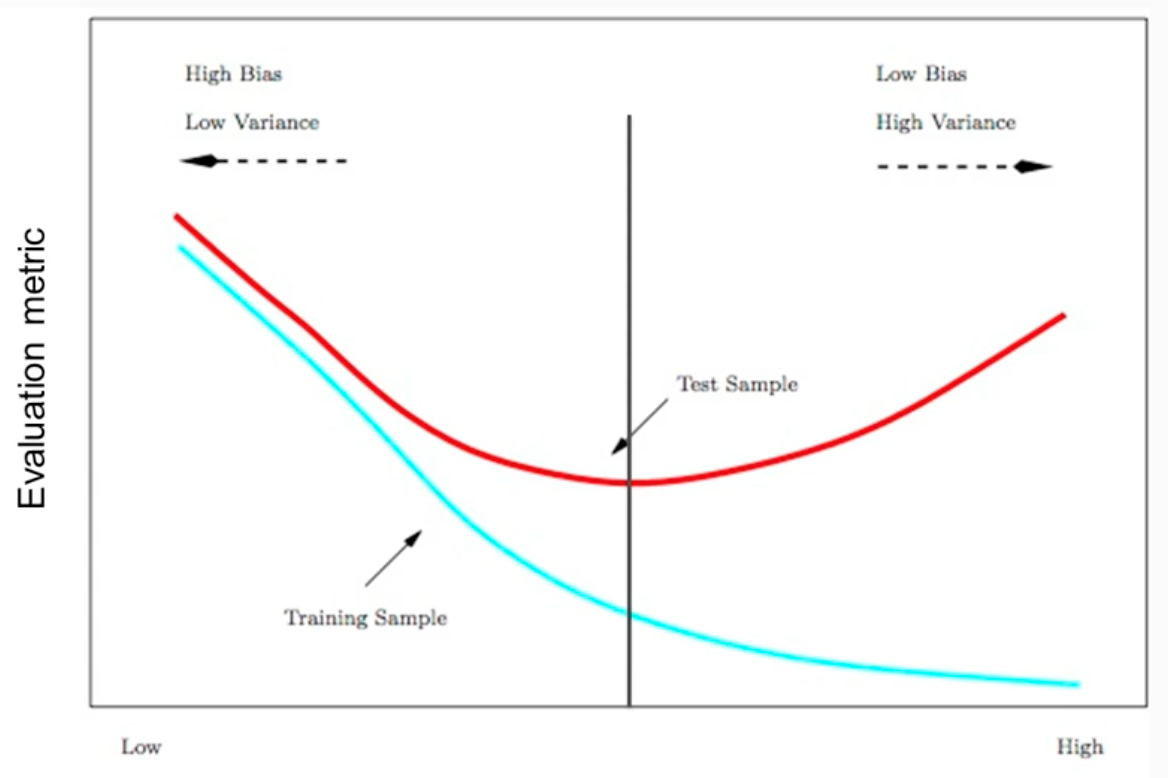 High Bias
Low Variance
Low Bias
High Variance
Evaluation metric
Test Sample
Training Sample
Low
High